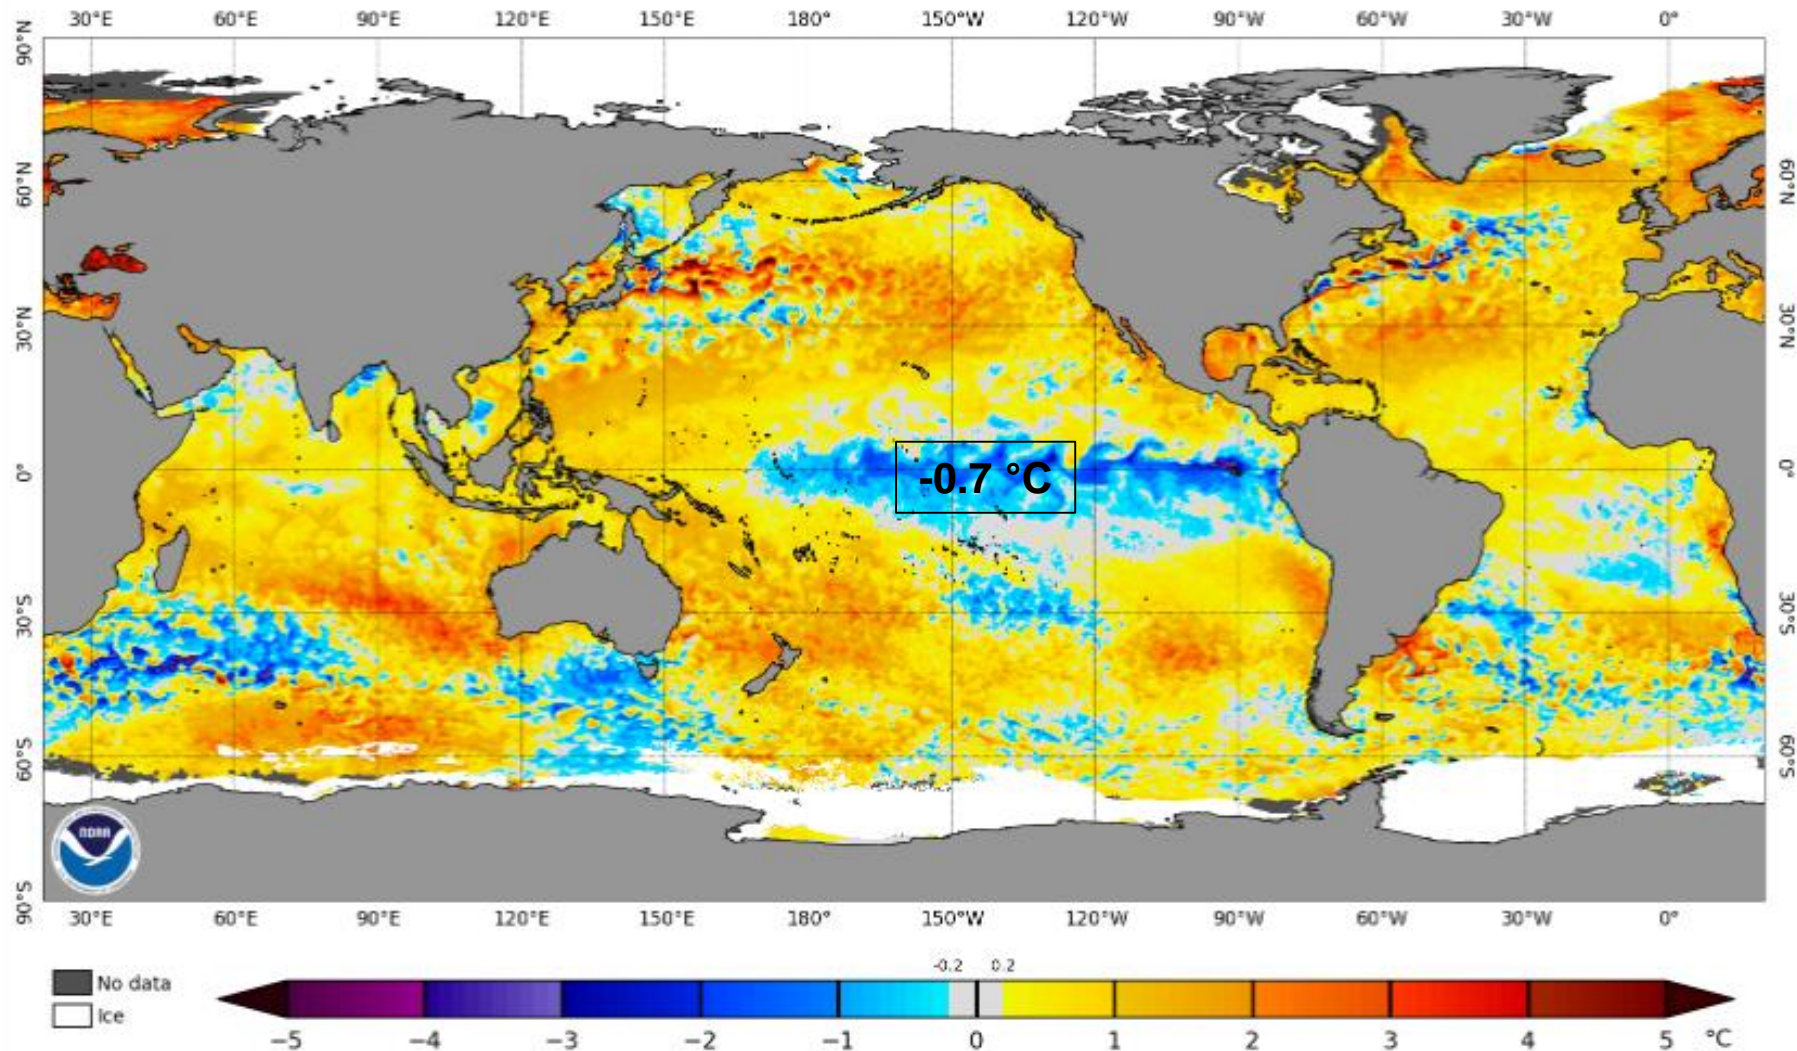 30°E 60°E 90°E 120°E 150°E 180° 150°W 120°W 90°W 60°W 30°W 0°
90°N
60°N 60°N
30°N 30°N
0° -0.7 °C 0°
30°S 30°S
60°S 60°S
NOAA
90°S
30°E 60°E 90°E 120°E 150°E 180° 150°W 120°W 90°W 60°W 30°W 0°
-0.2 0.2
No data
Ice
−5 −4 −3 −2 −1 0 1 2 3 4 5 °C